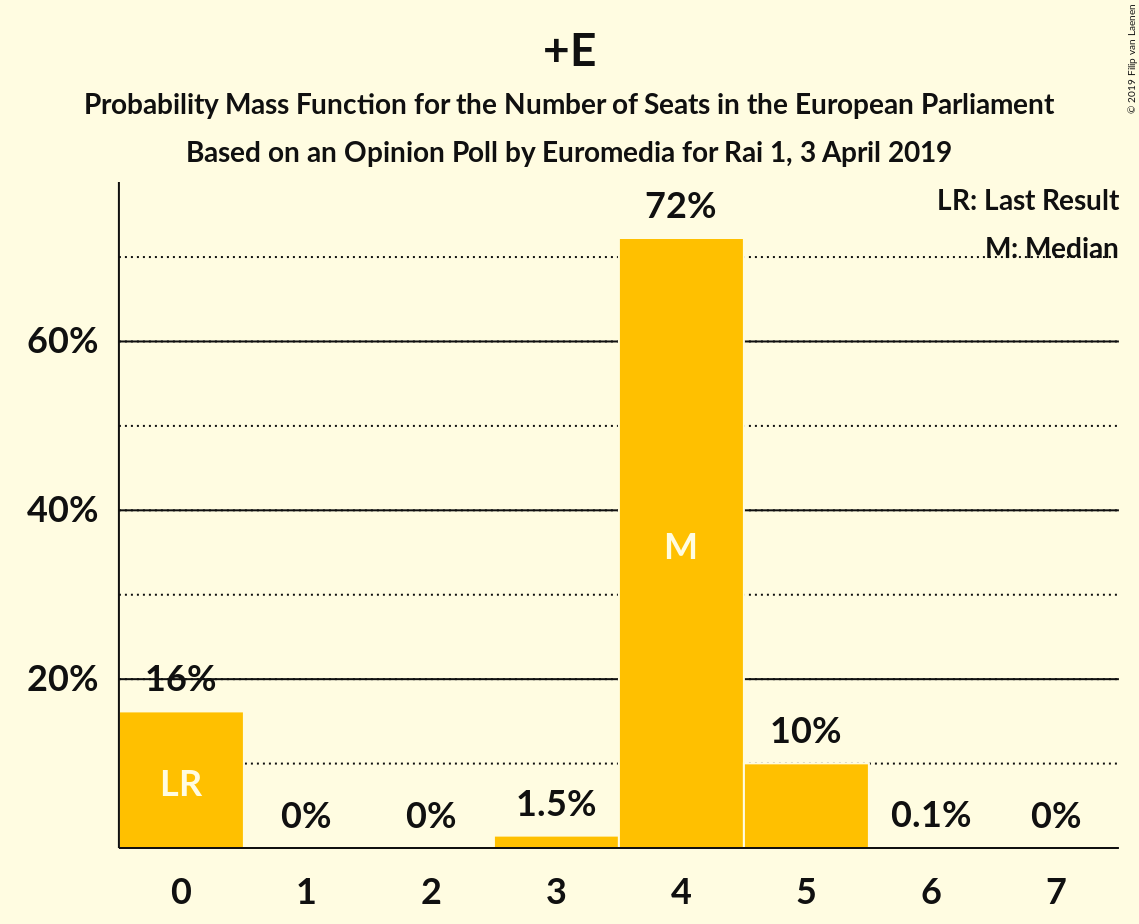 +E
Probability Mass Function for the Number of Seats in the European Parliament
Based on an Opinion Poll by Euromedia for Rai 1, 3 April 2019
© 2019 Filip van Laenen
LR: Last Result
M: Median
72%
60%
40%
M
20%
16%
10%
LR
0%
0%
1.5%
0.1%
0%
0 1 2 3 4 5 6 7